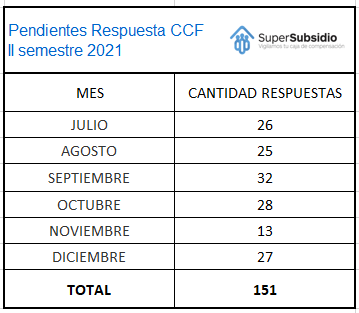 Pendientes Respuesta CCF
II semestre 2021
SuperSubsidio
Vigilamos tu caja de compensación
MES CANTIDAD RESPUESTAS
JULIO 26
AGOSTO 25
SEPTIEMBRE 32
OCTUBRE 28
NOVIEMBRE 13
DICIEMBRE 27
TOTAL 151